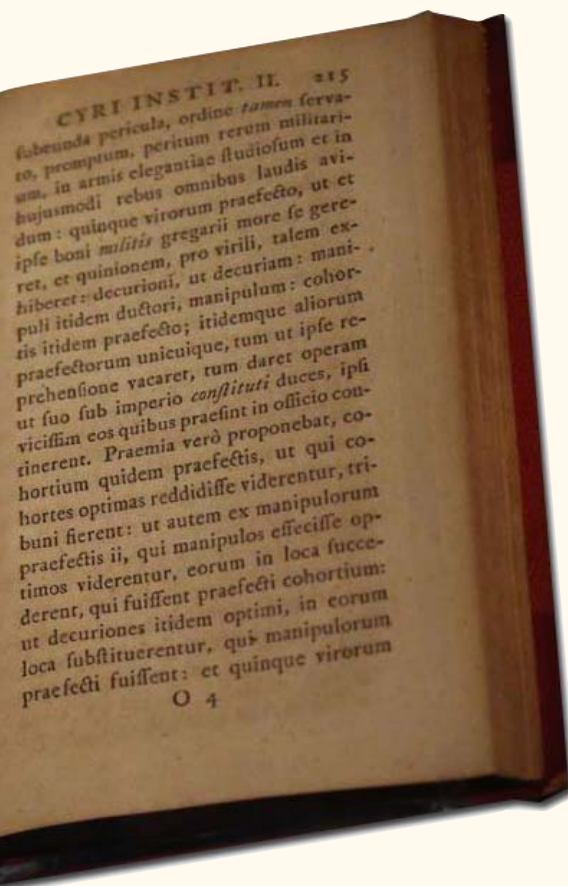 CYRI INSTIT. II. 215
ſubeunda pericula, ordine tamen ſerva-
to, promptum, peritum rerum militari-
um, in armis elegantiae ſtudioſum et in
hujusmodi rebus omnibus laudis avi-
dum: quinque virorum praefecto, ut et
ipſe boni militis gregarii more ſe gere-
ret, et quinionem, pro virili, talem ex-
hiberet: decurioni, ut decuriam: mani-
puli itidem ductori, manipulum: cohor-
tis itidem praefecto; itidemque aliorum
praefectorum unicuique, tum ut ipſe re-
prehenſione vacaret, tum daret operam
ut ſuo ſub imperio conſtituti duces, ipſi
viciſſim eos quibus praeſint in officio con-
tinerent. Praemia verò proponebat, co-
hortium quidem praefectis, ut qui co-
hortes optimas reddidiſſe viderentur, tri-
buni fierent: ut autem ex manipulorum
praefectis ii, qui manipulos effeciſſe op-
timos viderentur, eorum in loca ſucce-
derent, qui fuiſſent praefecti cohortium:
ut decuriones itidem optimi, in eorum
loca ſubſtituerentur, qui manipulorum
praefecti fuiſſent: et quinque virorum
O 4